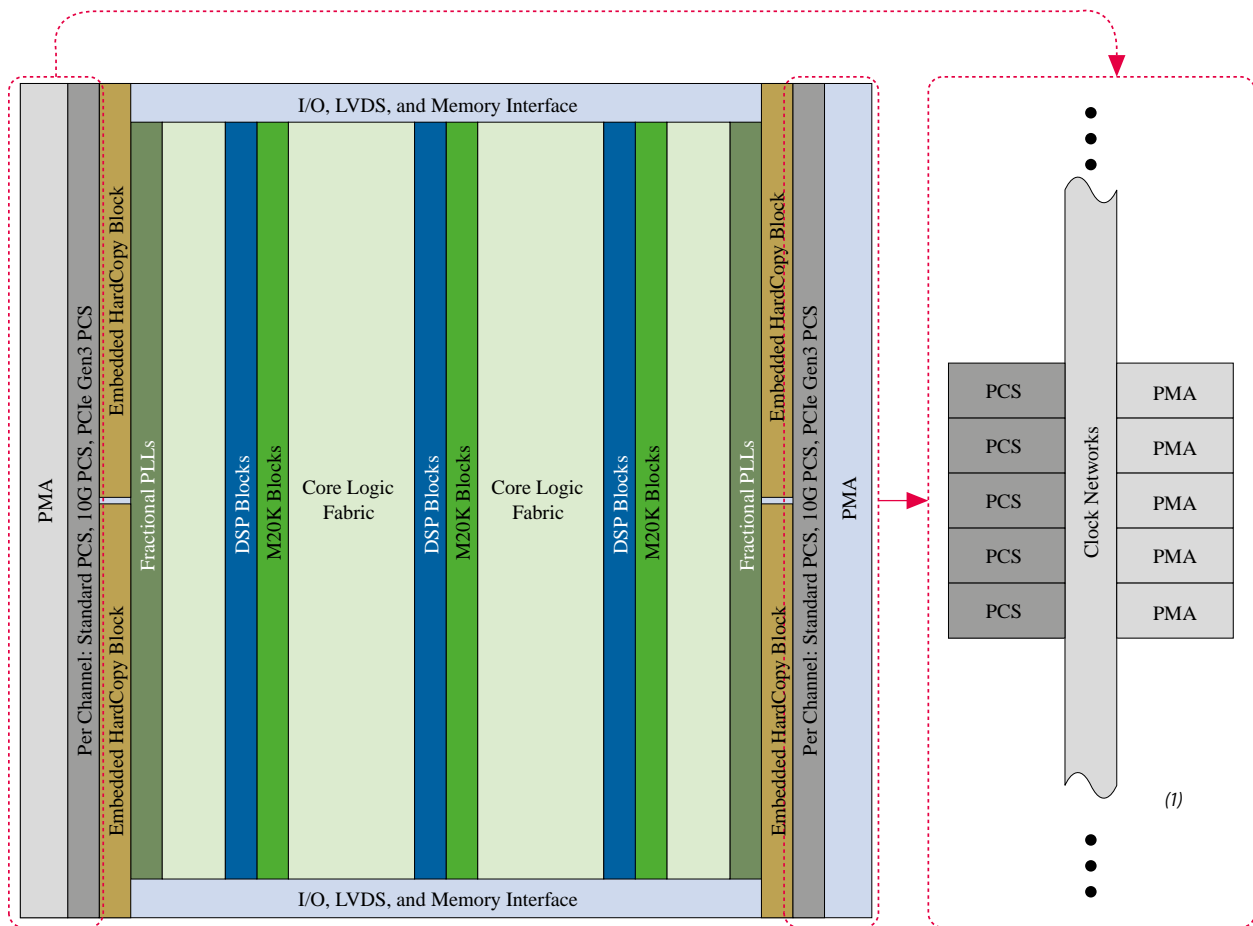 I/O, LVDS, and Memory Interface
PMA
Per Channel: Standard PCS, 10G PCS, PCIe Gen3 PCS
Embedded HardCopy Block
Embedded HardCopy Block
Fractional PLLs
DSP Blocks
M20K Blocks
Core Logic
Fabric
DSP Blocks
M20K Blocks
Core Logic
Fabric
DSP Blocks
M20K Blocks
Fractional PLLs
Embedded HardCopy Block
Embedded HardCopy Block
Per Channel: Standard PCS, 10G PCS, PCIe Gen3 PCS
PMA
I/O, LVDS, and Memory Interface
PCS
PCS
PCS
PCS
PCS
Clock Networks
PMA
PMA
PMA
PMA
PMA
(1)